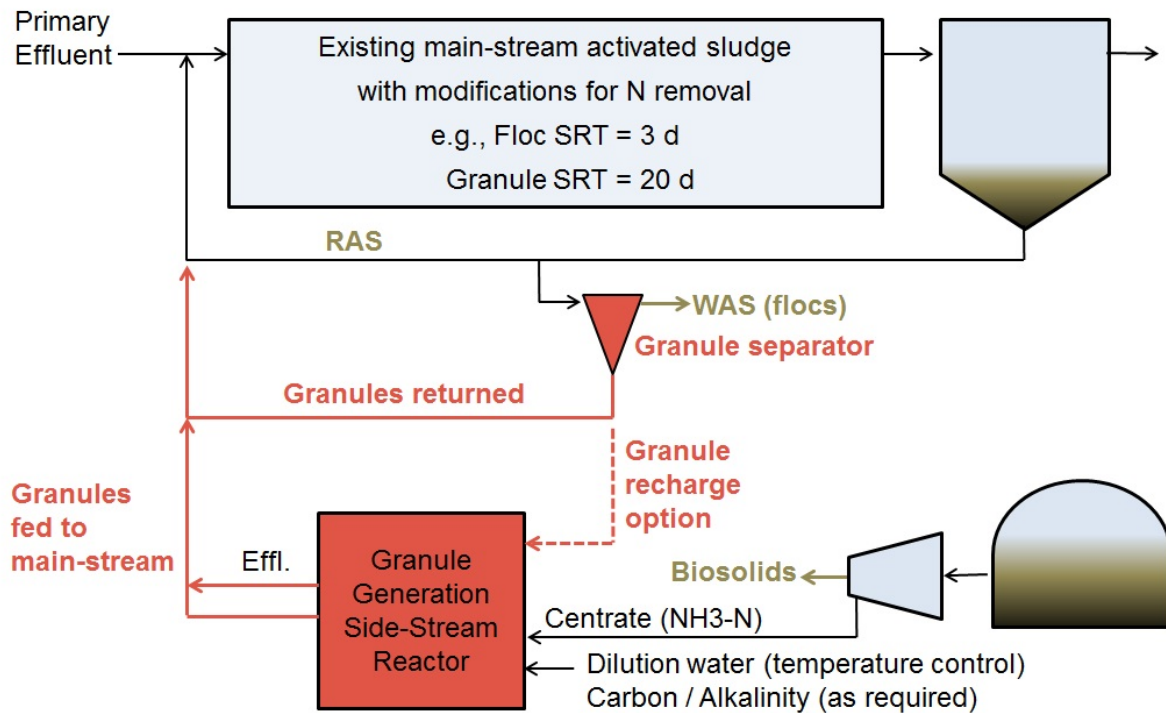 Primary
Effluent
Existing main-stream activated sludge
with modifications for N removal
e.g., Floc SRT = 3 d
Granule SRT = 20 d
RAS
WAS (flocs)
Granule separator
Granules returned
Granule
recharge
option
Granules
fed to
main-stream
Effl.
Granule
Generation
Side-Stream
Reactor
Biosolids
Centrate (NH3-N)
Dilution water (temperature control)
Carbon / Alkalinity (as required)